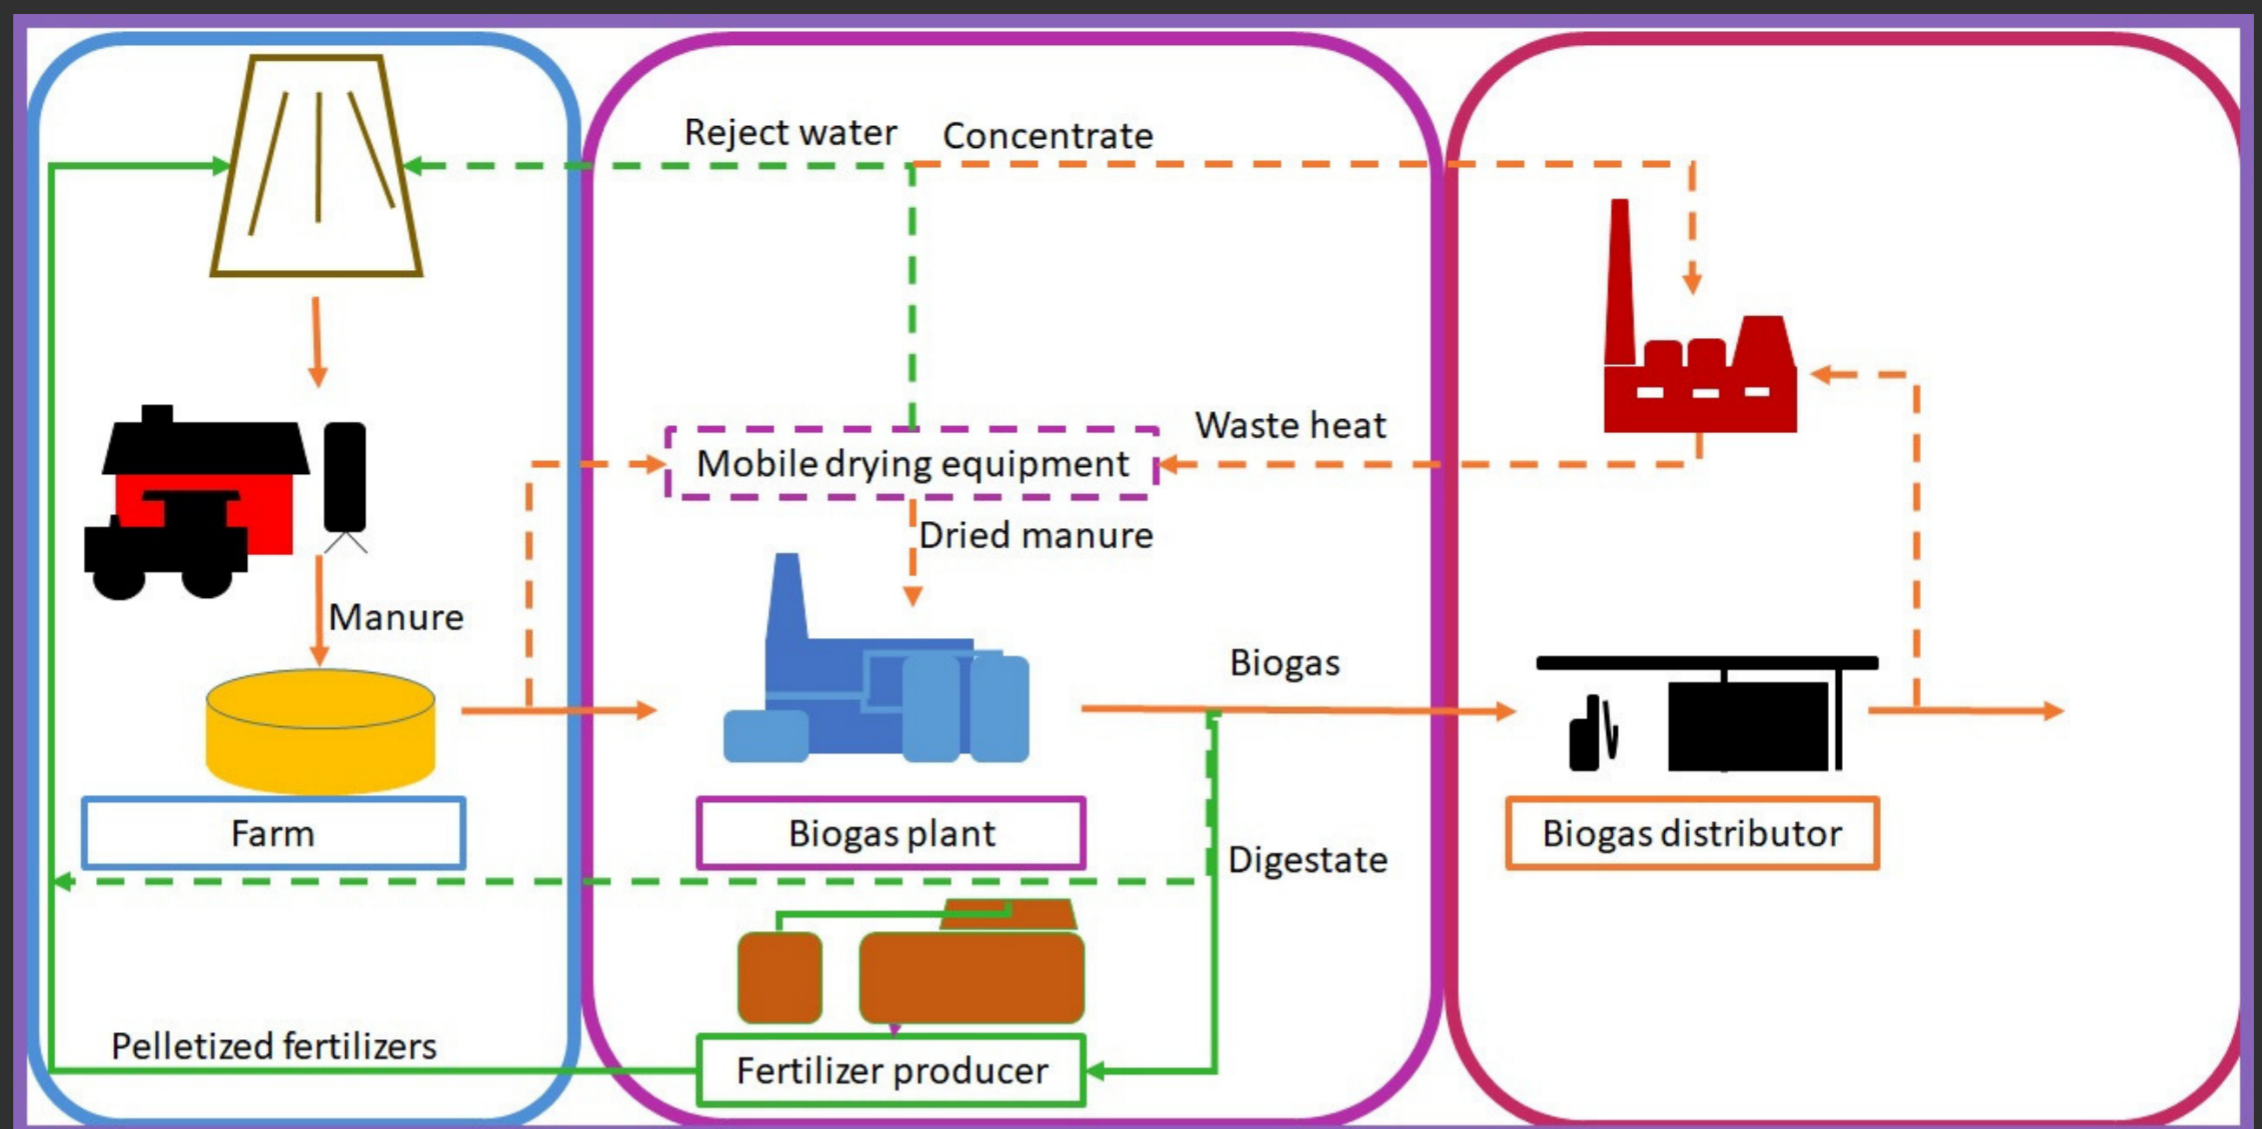 Reject water
Concentrate
Waste heat
Mobile drying equipment
Dried manure
Manure
Biogas
Farm
Biogas plant
Biogas distributor
Digestate
Pelletized fertilizers
Fertilizer producer